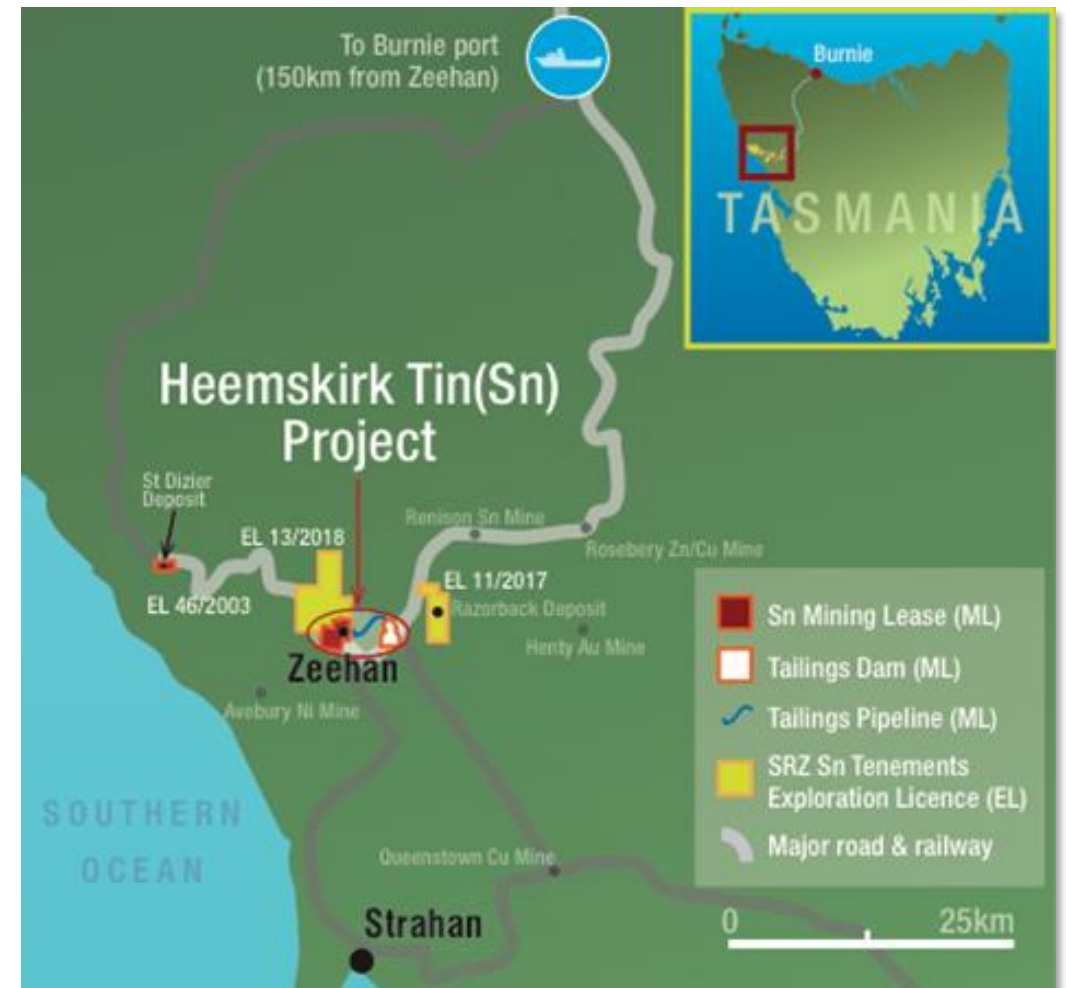 To Burnie port
(150km from Zeehan)
Burnie
TASMANIA
Heemskirk Tin(Sn)
Project
St Dizier
Deposit
EL 13/2018
Renison Sn Mine
Rosebery Zn/Cu Mine
EL 46/2003
EL 11/2017
Razorback Deposit
Henty Au Mine
Zeehan
Avebury Ni Mine
Sn Mining Lease (ML)
Tailings Dam (ML)
Tailings Pipeline (ML)
SRZ Sn Tenements
Exploration Licence (EL)
Major road & railway
SOUTHERN
OCEAN
Queenstown Cu Mine
Strahan
0 25km